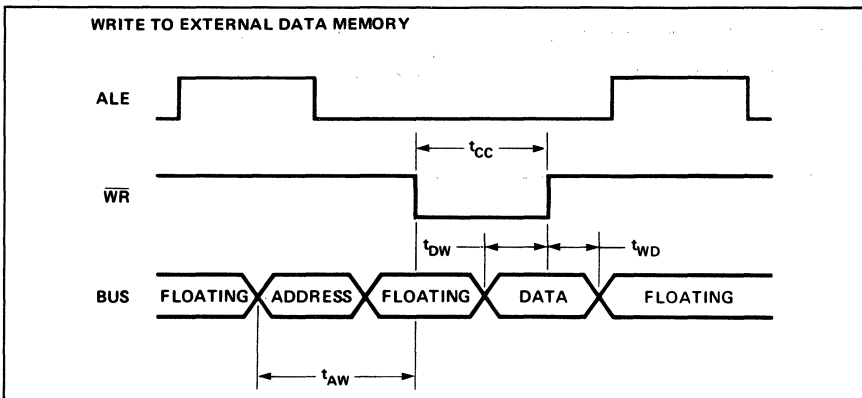 WRITE TO EXTERNAL DATA MEMORY
ALE
tCC
WR
tDW
tWD
BUS
FLOATING
ADDRESS
FLOATING
DATA
FLOATING
tAW